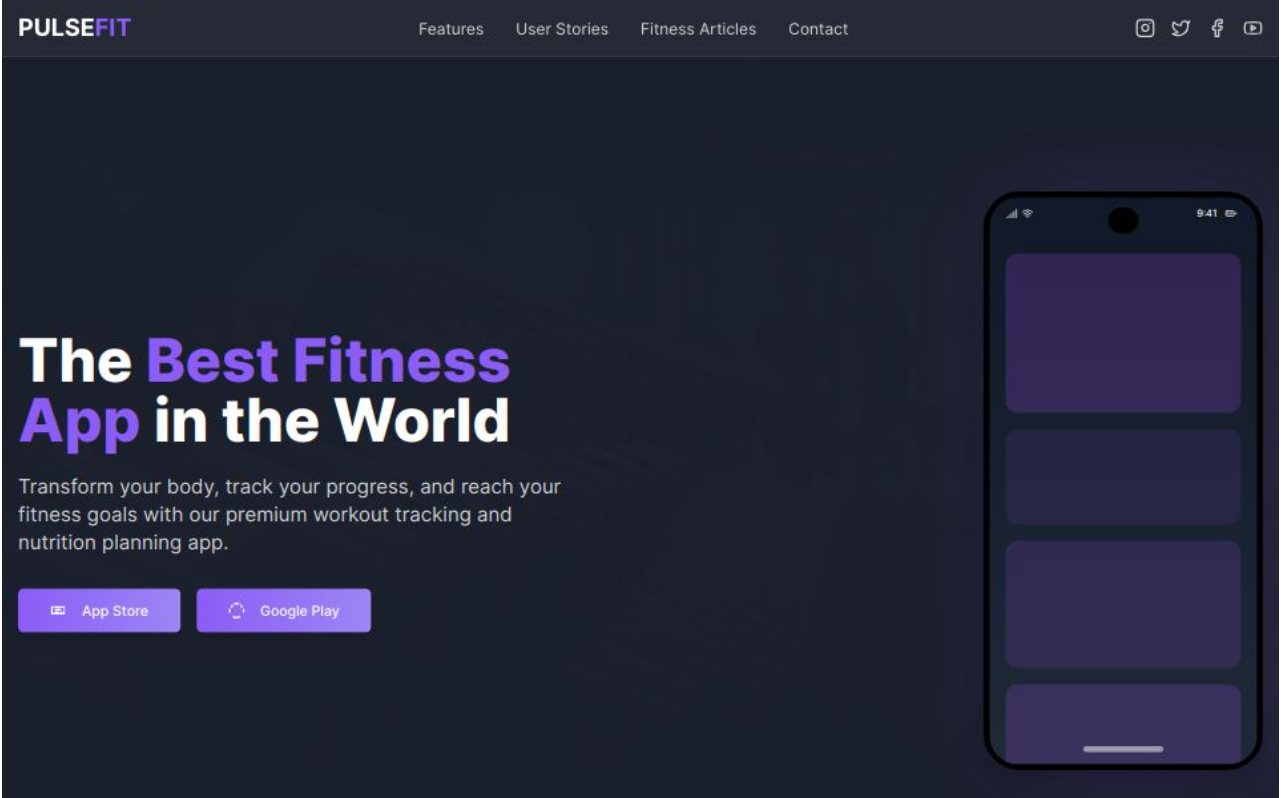 PULSEFIT
Features
User Stories
Fitness Articles
Contact
9:41
The Best Fitness
App in the World
Transform your body, track your progress, and reach your
fitness goals with our premium workout tracking and
nutrition planning app.
App Store
Google Play